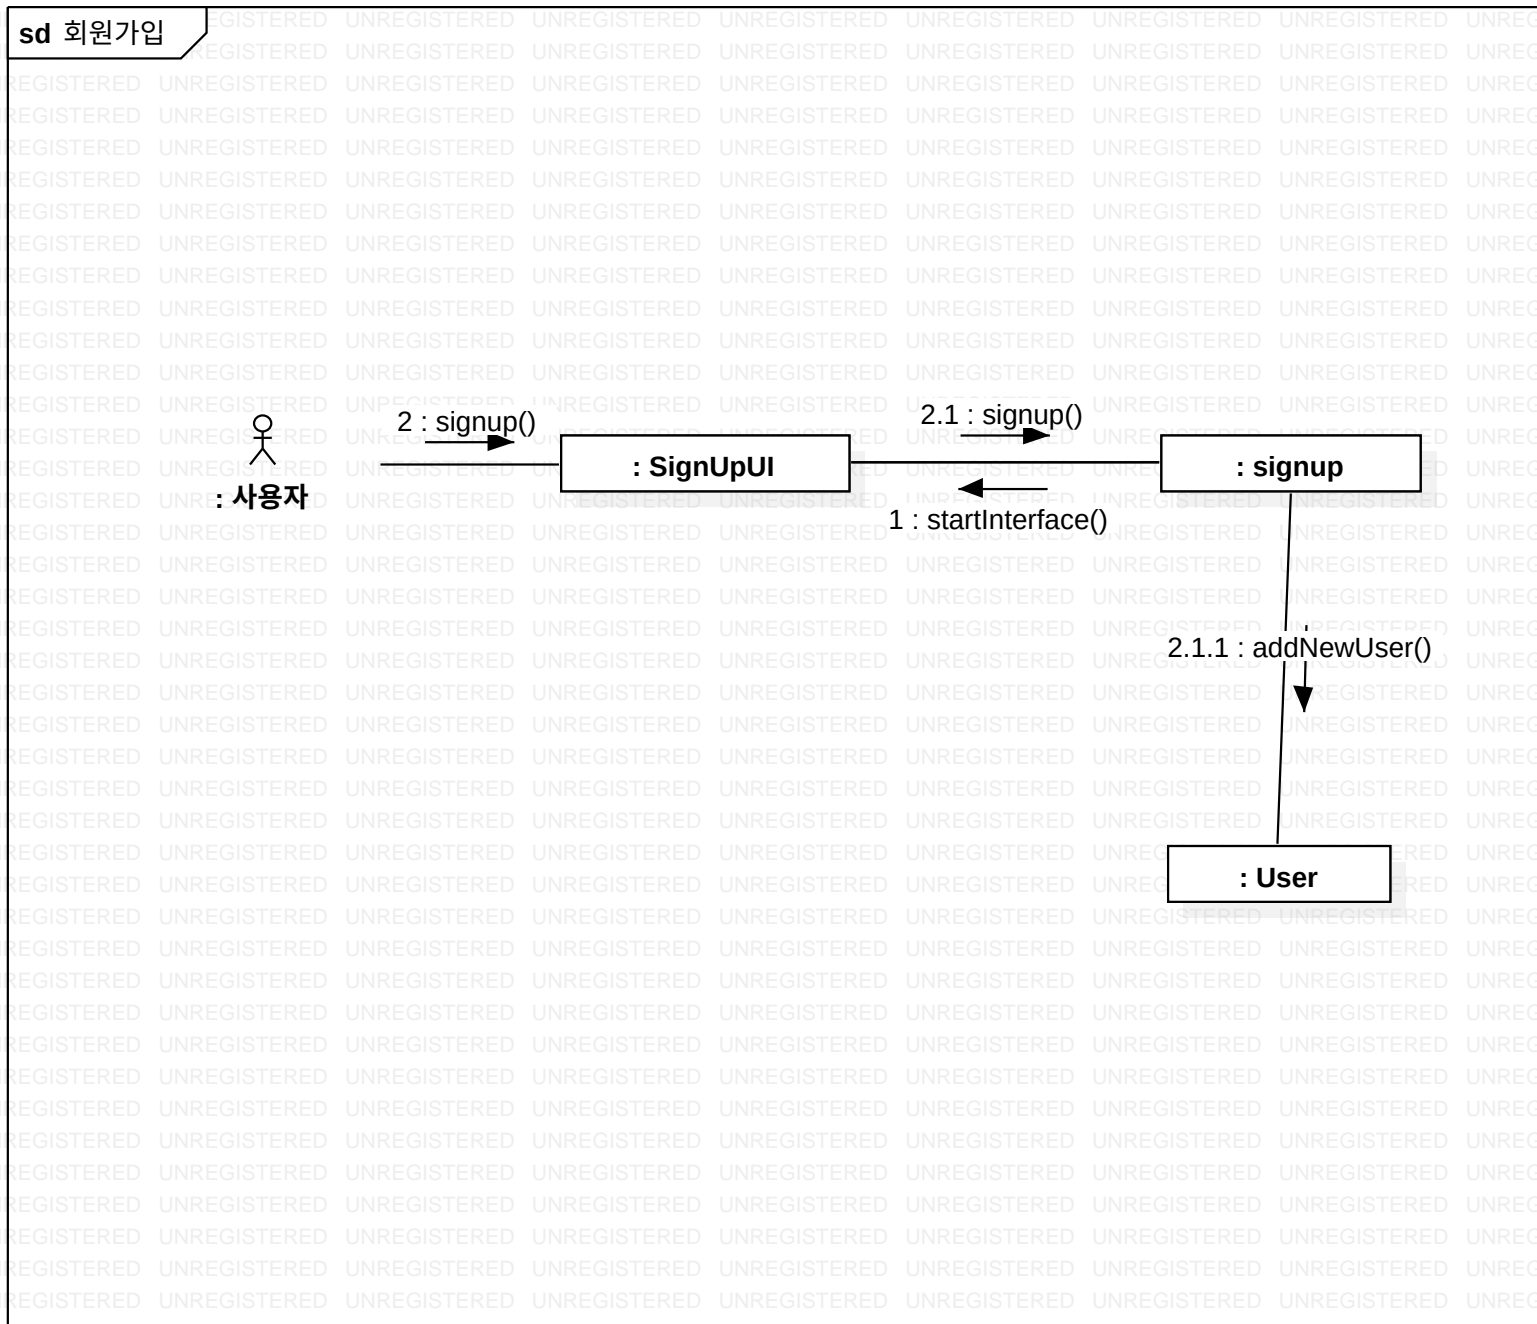 sd 회원가입
2 : signup()
2.1 : signup()
: SignUpUI
: signup
: 사용자
1 : startInterface()
2.1.1 : addNewUser()
: User
UNREGISTERED